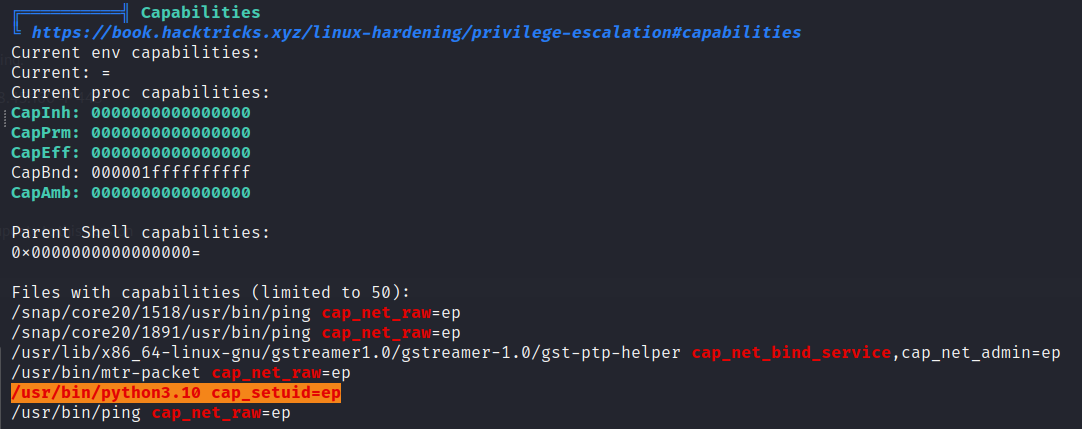 ╔══════════╣ Capabilities
╚ https://book.hacktricks.xyz/linux-hardening/privilege-escalation#capabilities
Current env capabilities:
Current: =
Current proc capabilities:
CapInh: 0000000000000000
CapPrm: 0000000000000000
CapEff: 0000000000000000
CapBnd: 000001ffffffffff
CapAmb: 0000000000000000

Parent Shell capabilities:
0x0000000000000000=

Files with capabilities (limited to 50):
/snap/core20/1518/usr/bin/ping cap_net_raw=ep
/snap/core20/1891/usr/bin/ping cap_net_raw=ep
/usr/lib/x86_64-linux-gnu/gstreamer1.0/gstreamer-1.0/gst-ptp-helper cap_net_bind_service,cap_net_admin=ep
/usr/bin/mtr-packet cap_net_raw=ep
/usr/bin/python3.10 cap_setuid=ep
/usr/bin/ping cap_net_raw=ep